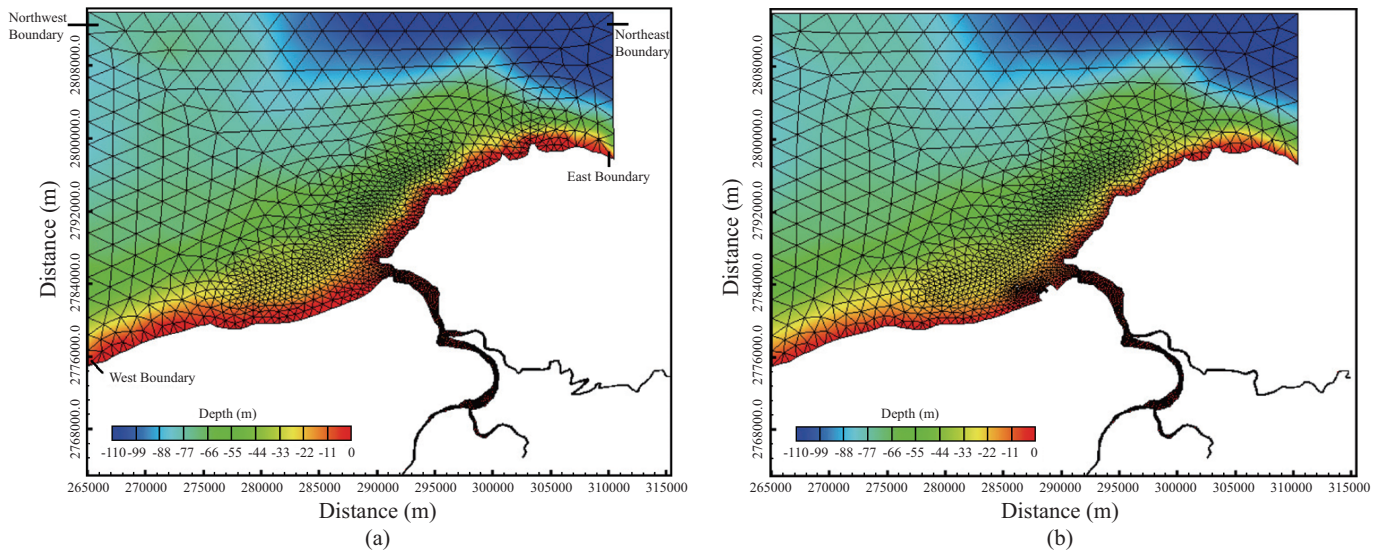 Northwest
Boundary
Northeast
Boundary
East Boundary
West Boundary
Distance (m)
2808000.0
2800000.0
2792000.0
2784000.0
2776000.0
2768000.0
Depth (m)
-110 -99 -88 -77 -66 -55 -44 -33 -22 -11 0
265000 270000 275000 280000 285000 290000 295000 300000 305000 310000 315000
Distance (m)
(a)
Distance (m)
2808000.0
2800000.0
2792000.0
2784000.0
2776000.0
2768000.0
Depth (m)
-110 -99 -88 -77 -66 -55 -44 -33 -22 -11 0
265000 270000 275000 280000 285000 290000 295000 300000 305000 310000 315000
Distance (m)
(b)